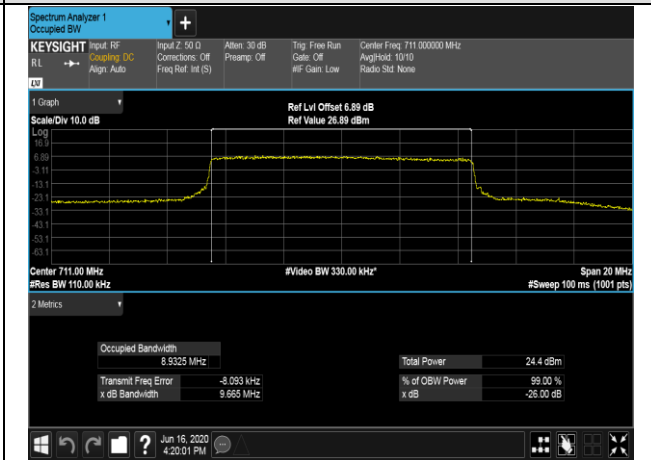 Spectrum Analyzer 1
Occupied BW
+
KEYSIGHT Input: RF Input Z: 50 Ω Atten: 30 dB Trig: Free Run Center Freq: 711.000000 MHz
RL Coupling: DC Corrections: Off Preamp: Off Gate: Off Avg|Hold: 10/10
Align: Auto Freq Ref: Int (S) #IF Gain: Low Radio Std: None
LXI
1 Graph
Ref Lvl Offset 6.89 dB
Scale/Div 10.0 dB Ref Value 26.89 dBm
Log
16.9
6.89
-3.11
-13.1
-23.1
-33.1
-43.1
-53.1
-63.1
Center 711.00 MHz #Video BW 330.00 kHz* Span 20 MHz
#Res BW 110.00 kHz #Sweep 100 ms (1001 pts)
2 Metrics
Occupied Bandwidth
8.9325 MHz Total Power 24.4 dBm
Transmit Freq Error -8.093 kHz % of OBW Power 99.00 %
x dB Bandwidth 9.665 MHz x dB -26.00 dB
? Jun 16, 2020
4:20:01 PM